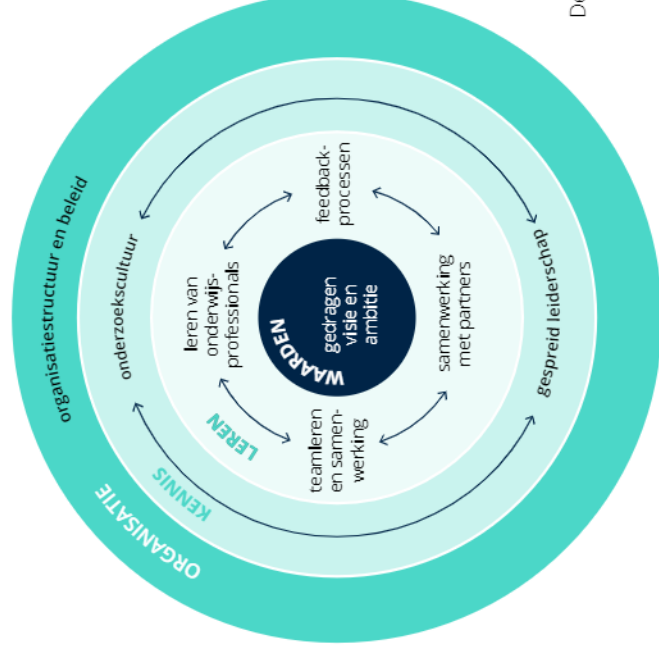 ORGANISATIE
organisatiestructuur en beleid
KENNIS
onderzoekscultuur
LEREN
leren van
onderwijs-
professionals
teamleren
en samen-
werking
WAARDEN
gedragen
visie en
ambitie
feedback-
processen
samenwerking
met partners
gespreid leiderschap
De